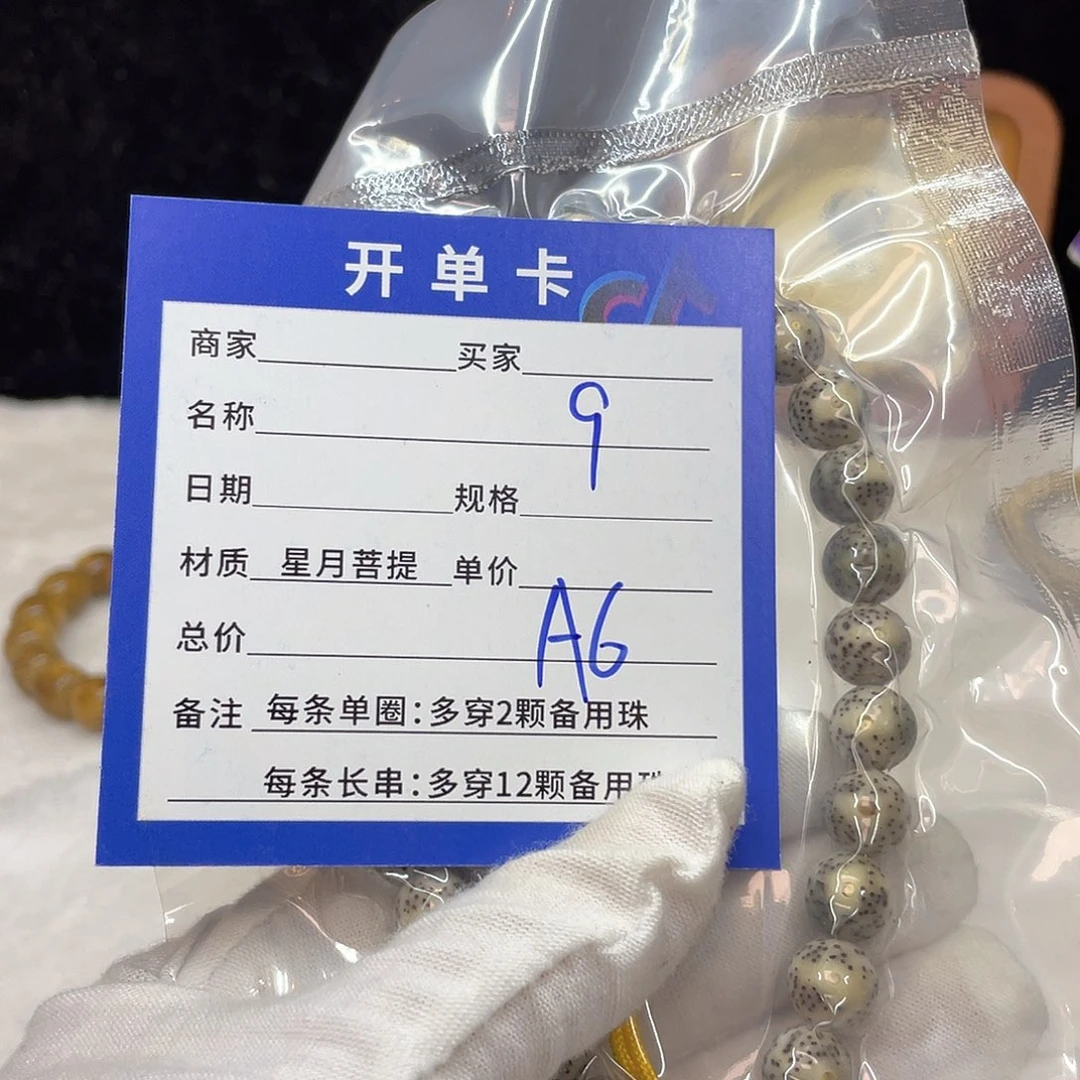 开单卡
商家 买家
名称 9
日期 规格
材质 星月菩提 单价
总价 A6
备注 每条单圈：多穿2颗备用珠
每条长串：多穿12颗备用